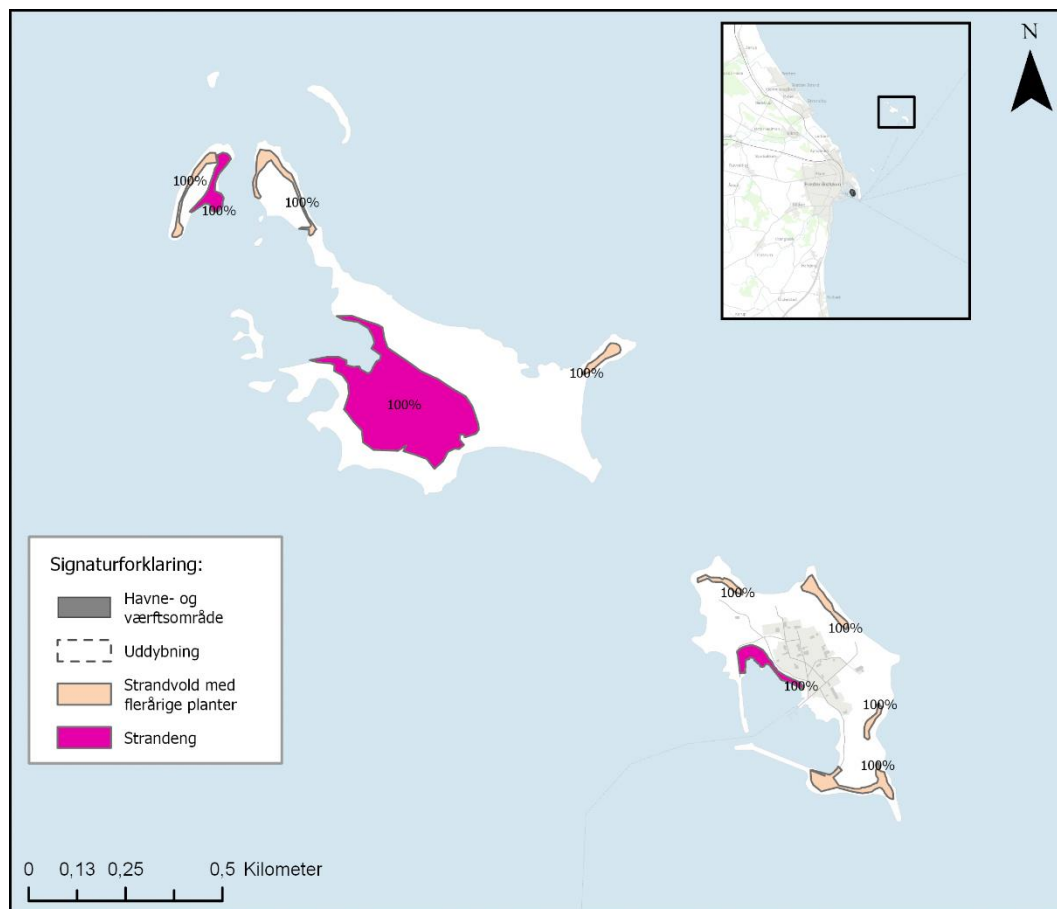 N
100%
100%
100%
100%
100%
100%
100%
100%
100%
100%
Signaturforklaring:
Havne- og
værftsområde
Uddybning
Strandvold med
flerårige planter
Strandeng
0 0,13 0,25 0,5 Kilometer